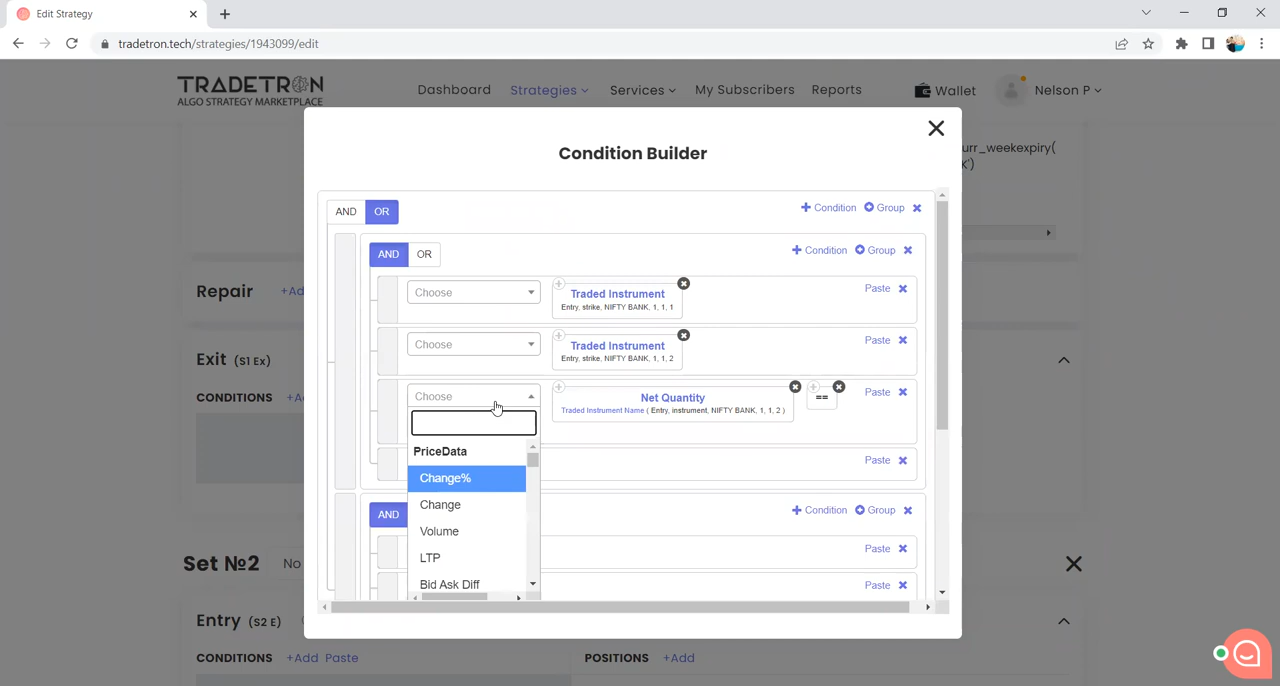 Edit Strategy
tradetron.tech/strategies/1943099/edit
TRADETRON
ALGO STRATEGY MARKETPLACE
Dashboard
Strategies
Services
My Subscribers
Reports
Wallet
Nelson P
Condition Builder
urr_weekexpiry(
K')
AND OR
Condition Group
AND OR
Condition Group
Choose
Traded Instrument
Entry, strike, NIFTY BANK, 1, 1, 1
Paste
Choose
Traded Instrument
Entry, strike, NIFTY BANK, 1, 1, 2
Paste
Choose
Net Quantity
Traded Instrument Name ( Entry, instrument, NIFTY BANK, 1, 1, 2 )
==
Paste
PriceData
Change%
Change
Volume
LTP
Bid Ask Diff
Paste
AND
Condition Group
Paste
Paste
Repair +Ad
Exit (S1 Ex)
CONDITIONS +A
Set №2 No
Entry (S2 E)
CONDITIONS +Add Paste
POSITIONS +Add